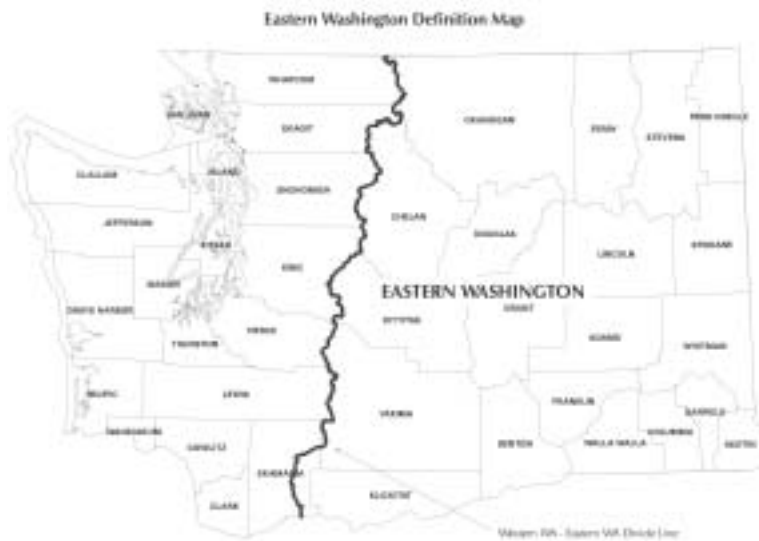 Eastern Washington Definition Map
WHATCOM
SAN JUAN
OKANOGAN
FERRY
STEVENS
PEND OREILLE
SKAGIT
CLALLAM
ISLAND
SNOHOMISH
JEFFERSON
CHELAN
DOUGLAS
LINCOLN
SPOKANE
KITSAP
KING
MASON
EASTERN WASHINGTON
GRAYS HARBOR
KITTITAS
GRANT
PIERCE
THURSTON
ADAMS
WHITMAN
PACIFIC
LEWIS
YAKIMA
FRANKLIN
GARFIELD
WAHKIAKUM
COWLITZ
BENTON
WALLA WALLA
COLUMBIA
ASOTIN
SKAMANIA
KLICKITAT
CLARK
Western WA - Eastern WA Divide Line